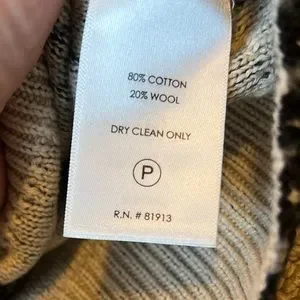 80% COTTON
20% WOOL
DRY CLEAN ONLY
P
R.N. # 81913